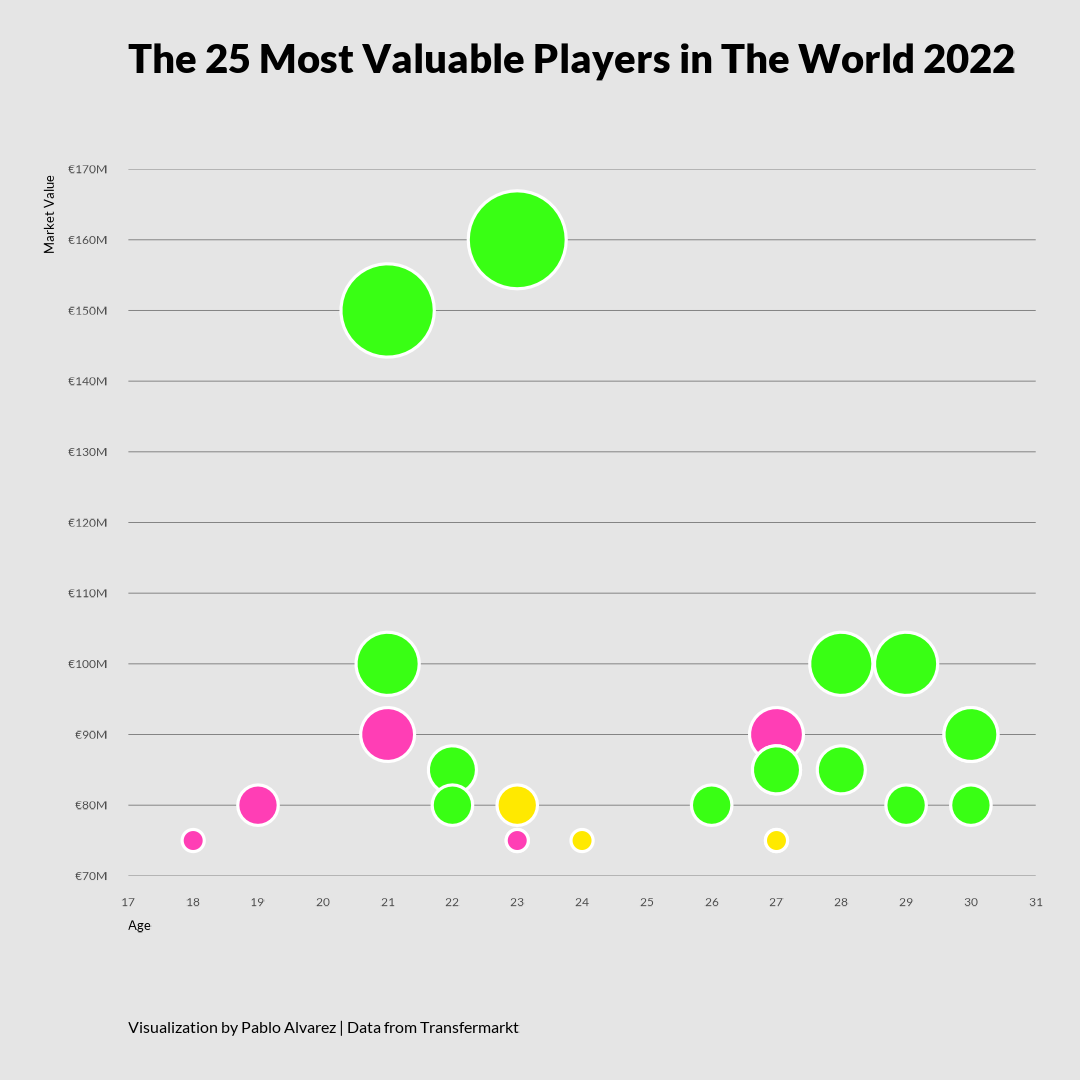 The 25 Most Valuable Players in The World 2022
Market Value
€170M
€160M
€150M
€140M
€130M
€120M
€110M
€100M
€90M
€80M
€70M
17 18 19 20 21 22 23 24 25 26 27 28 29 30 31
Age
Visualization by Pablo Alvarez | Data from Transfermarkt